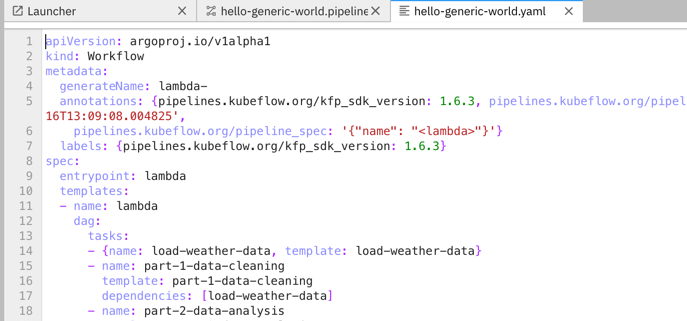 Launcher
hello-generic-world.pipeline
hello-generic-world.yaml
1 apiVersion: argoproj.io/v1alpha1
2 kind: Workflow
3 metadata:
4 generateName: lambda-
5 annotations: {pipelines.kubeflow.org/kfp_sdk_version: 1.6.3, pipelines.kubeflow.org/pipel
16T13:09:08.004825',
6 pipelines.kubeflow.org/pipeline_spec: '{"name": "<lambda>"}'}
7 labels: {pipelines.kubeflow.org/kfp_sdk_version: 1.6.3}
8 spec:
9 entrypoint: lambda
10 templates:
11 - name: lambda
12 dag:
13 tasks:
14 - {name: load-weather-data, template: load-weather-data}
15 - name: part-1-data-cleaning
16 template: part-1-data-cleaning
17 dependencies: [load-weather-data]
18 - name: part-2-data-analysis